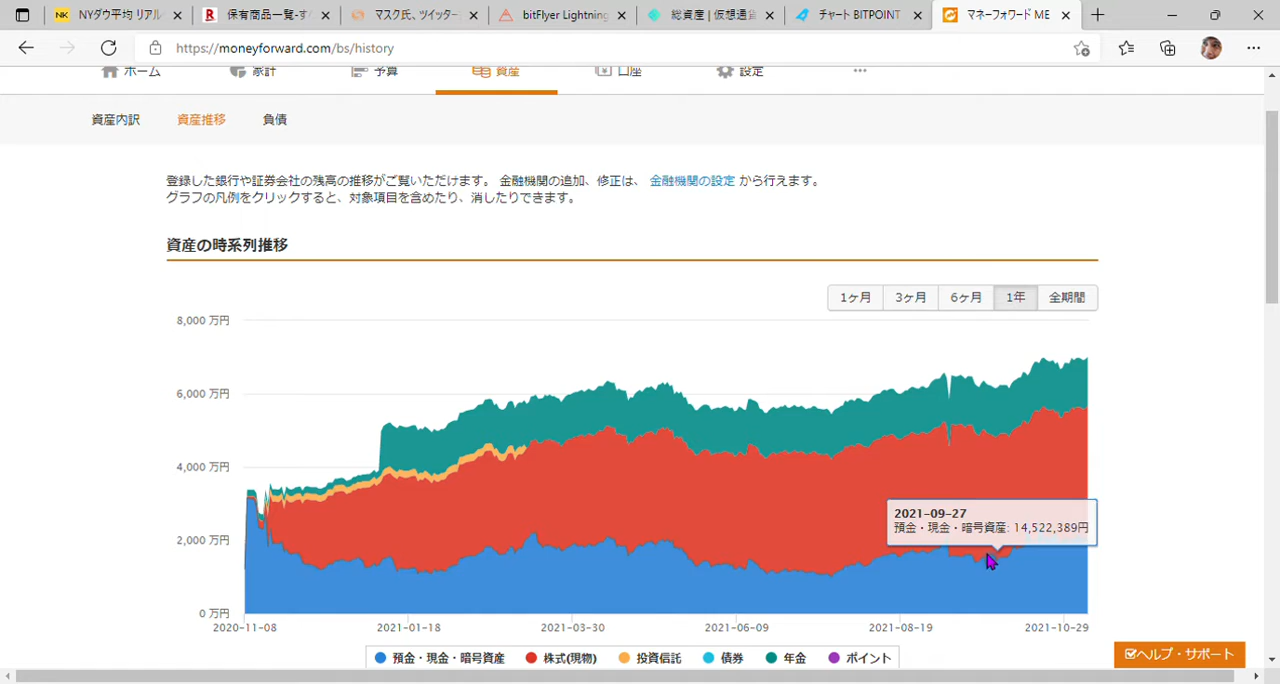 NYダウ平均 リアル
保有商品一覧-す
マスク氏、ツイッター
bitFlyer Lightning
総資産 | 仮想通貨
チャート BITPOINT
マネーフォワード ME
https://moneyforward.com/bs/history
ホーム 家計 予算 資産 口座 設定 …
資産内訳 資産推移 負債
登録した銀行や証券会社の残高の推移がご覧いただけます。 金融機関の追加、修正は、 金融機関の設定 から行えます。
グラフの凡例をクリックすると、対象項目を含めたり、消したりできます。
資産の時系列推移
1ヶ月 3ヶ月 6ヶ月 1年 全期間
8,000 万円
6,000 万円
4,000 万円
2,000 万円
0 万円
2021-09-27
預金・現金・暗号資産: 14,522,389円
2020-11-08 2021-01-18 2021-03-30 2021-06-09 2021-08-19 2021-10-29
預金・現金・暗号資産 株式(現物) 投資信託 債券 年金 ポイント
ヘルプ・サポート